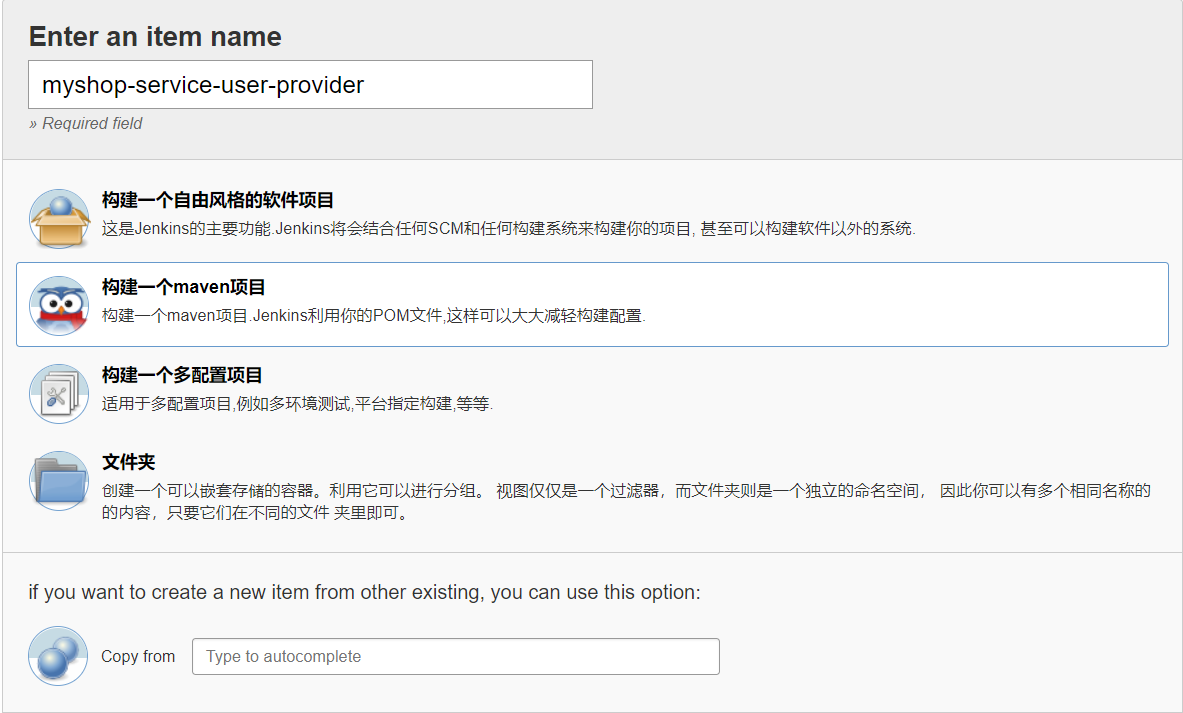 Enter an item name
myshop-service-user-provider
» Required field
构建一个自由风格的软件项目
这是Jenkins的主要功能.Jenkins将会结合任何SCM和任何构建系统来构建你的项目, 甚至可以构建软件以外的系统.
构建一个maven项目
构建一个maven项目.Jenkins利用你的POM文件,这样可以大大减轻构建配置.
构建一个多配置项目
适用于多配置项目,例如多环境测试,平台指定构建,等等.
文件夹
创建一个可以嵌套存储的容器。利用它可以进行分组。 视图仅仅是一个过滤器，而文件夹则是一个独立的命名空间， 因此你可以有多个相同名称的
的内容，只要它们在不同的文件 夹里即可。
if you want to create a new item from other existing, you can use this option:
Copy from
Type to autocomplete